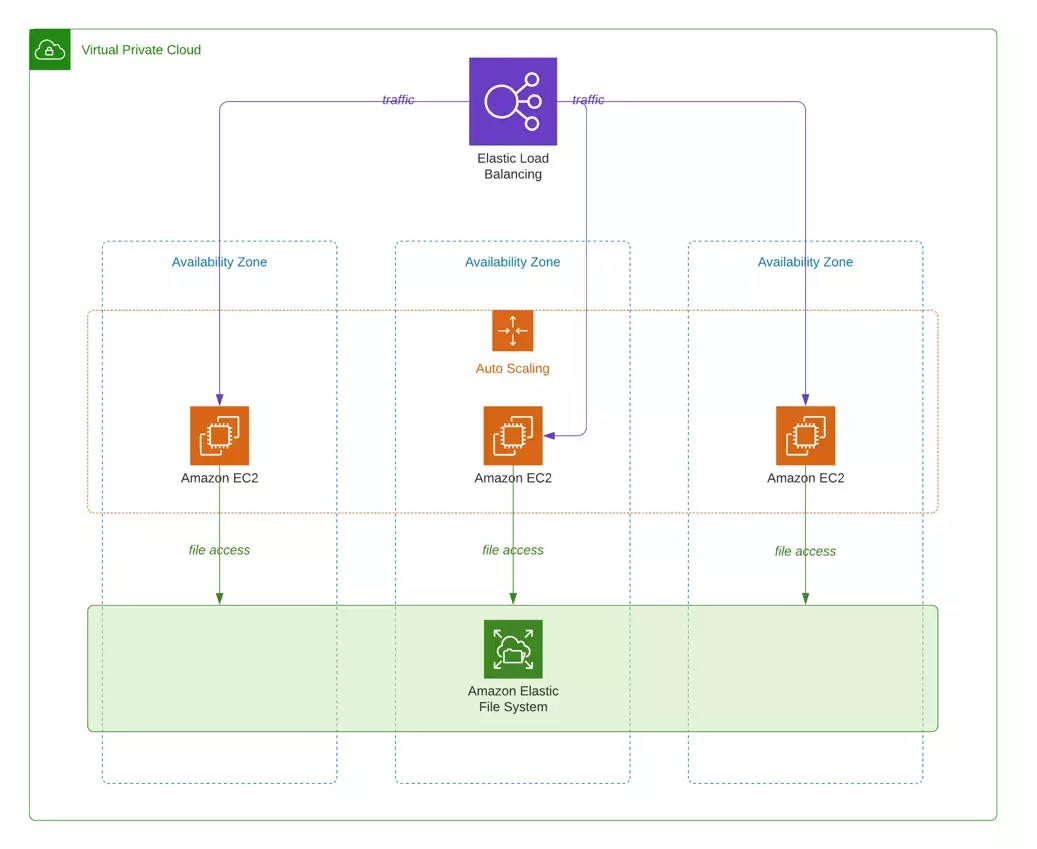 Virtual Private Cloud
traffic
traffic
Elastic Load
Balancing
Availability Zone
Availability Zone
Availability Zone
Auto Scaling
Amazon EC2
Amazon EC2
Amazon EC2
file access
file access
file access
Amazon Elastic
File System